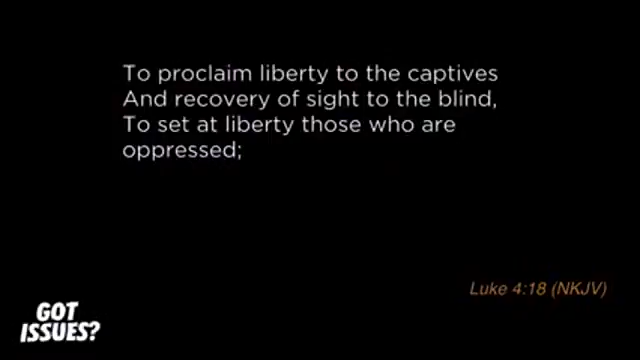 To proclaim liberty to the captives
And recovery of sight to the blind,
To set at liberty those who are
oppressed;
Luke 4:18 (NKJV)
GOT
ISSUES?